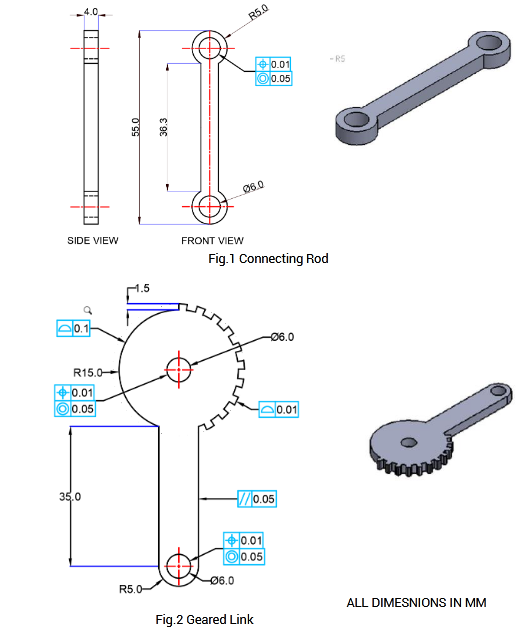 4.0
R5.0
⌖ 0.01
◎ 0.05
-R5
55.0
36.3
Ø6.0
SIDE VIEW
FRONT VIEW
Fig.1 Connecting Rod
1.5
⌓ 0.1
Ø6.0
R15.0
⌖ 0.01
◎ 0.05
⌓ 0.01
35.0
// 0.05
⌖ 0.01
◎ 0.05
Ø6.0
R5.0
ALL DIMESNIONS IN MM
Fig.2 Geared Link